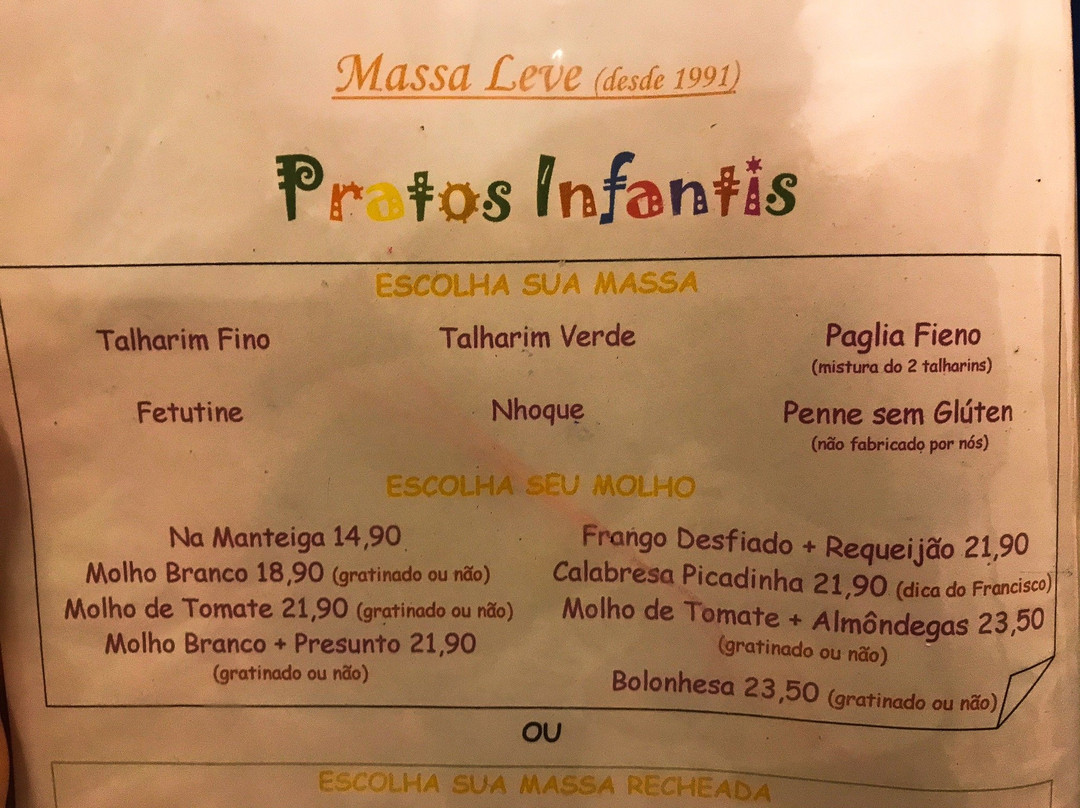 Massa Leve (desde 1991)
Pratos Infantis
ESCOLHA SUA MASSA
Talharim Fino
Talharim Verde
Paglia Fieno
(mistura do 2 talharins)
Fetutine
Nhoque
Penne sem Glúten
(não fabricado por nós)
ESCOLHA SEU MOLHO
Na Manteiga 14,90
Molho Branco 18,90 (gratinado ou não)
Molho de Tomate 21,90 (gratinado ou não)
Molho Branco + Presunto 21,90
(gratinado ou não)
Frango Desfiado + Requeijão 21,90
Calabresa Picadinha 21,90 (dica do Francisco)
Molho de Tomate + Almôndegas 23,50
(gratinado ou não)
Bolonhesa 23,50 (gratinado ou não)
OU
ESCOLHA SUA MASSA RECHEADA